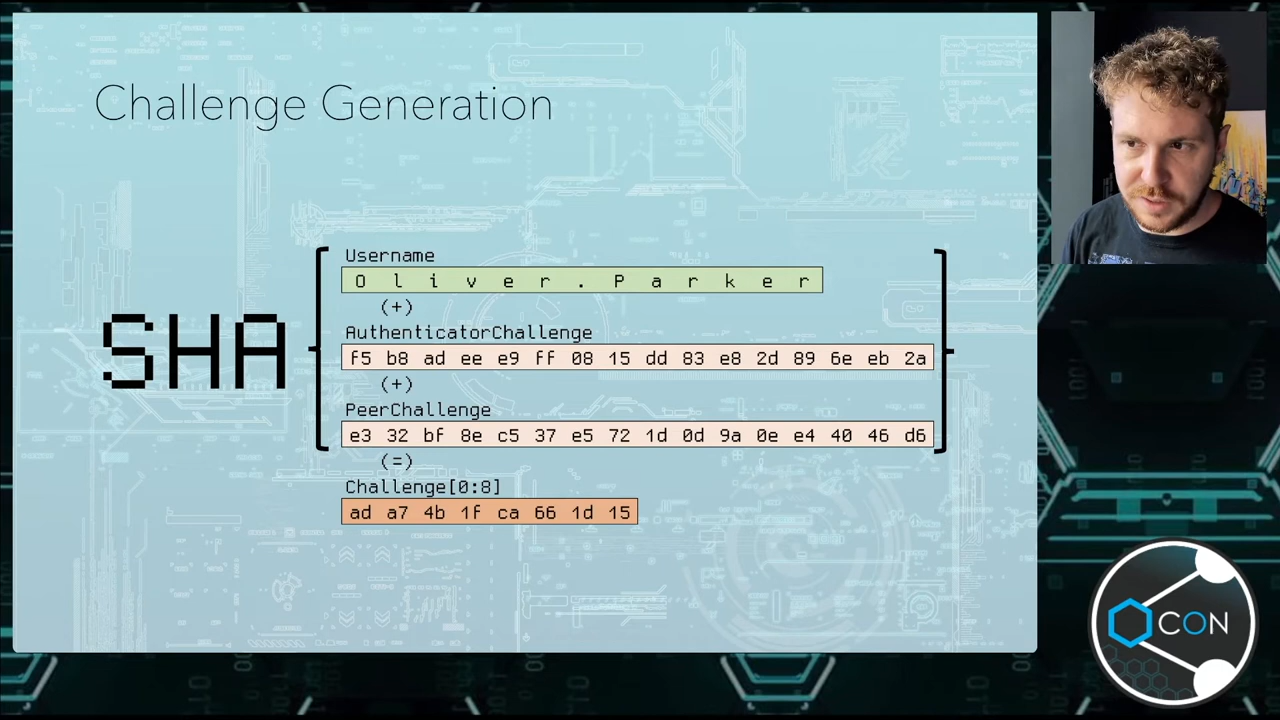 Challenge Generation
Username
O l i v e r . P a r k e r
(+)
AuthenticatorChallenge
SHA
f5 b8 ad ee e9 ff 08 15 dd 83 e8 2d 89 6e eb 2a
(+)
PeerChallenge
e3 32 bf 8e c5 37 e5 72 1d 0d 9a 0e e4 40 46 d6
(=)
Challenge[0:8]
ad a7 4b 1f ca 66 1d 15
CON